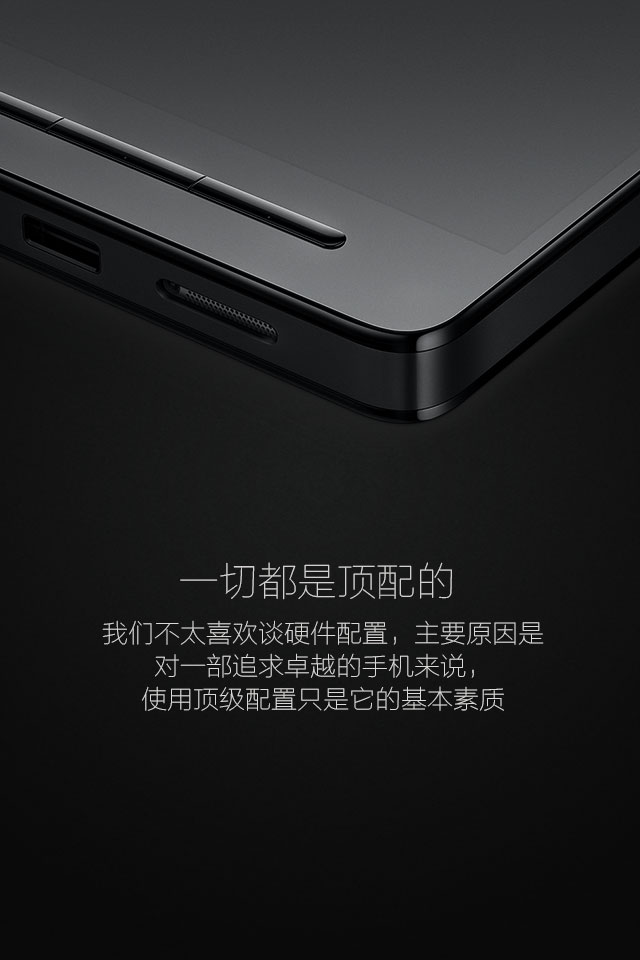 一切都是顶配的
我们不太喜欢谈硬件配置，主要原因是
对一部追求卓越的手机来说，
使用顶级配置只是它的基本素质